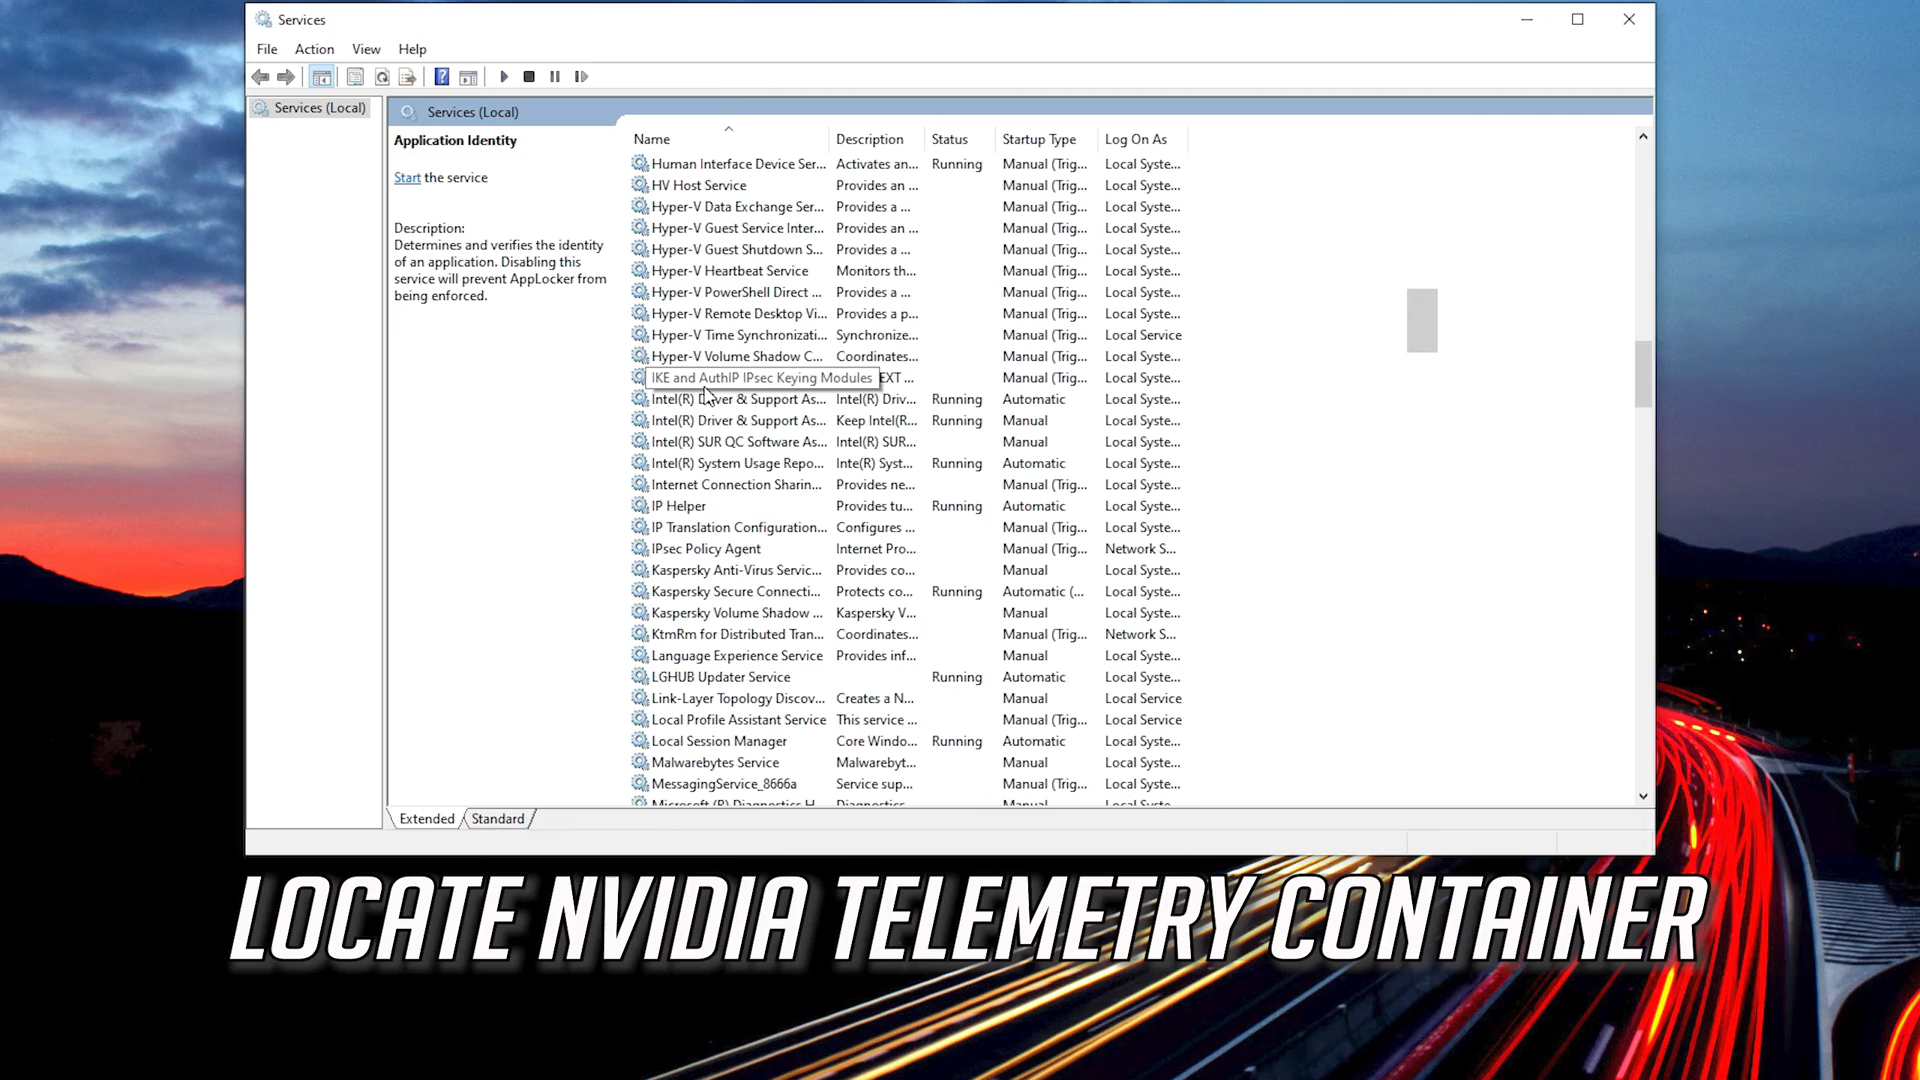 Services
File Action View Help
Services (Local)
Services (Local)
Application Identity
Start the service
Description:
Determines and verifies the identity
of an application. Disabling this
service will prevent AppLocker from
being enforced.
Name Description Status Startup Type Log On As
Human Interface Device Ser... Activates an... Running Manual (Trig... Local Syste...
HV Host Service Provides an ... Manual (Trig... Local Syste...
Hyper-V Data Exchange Ser... Provides a ... Manual (Trig... Local Syste...
Hyper-V Guest Service Inter... Provides an ... Manual (Trig... Local Syste...
Hyper-V Guest Shutdown S... Provides a ... Manual (Trig... Local Syste...
Hyper-V Heartbeat Service Monitors th... Manual (Trig... Local Syste...
Hyper-V PowerShell Direct ... Provides a ... Manual (Trig... Local Syste...
Hyper-V Remote Desktop Vi... Provides a p... Manual (Trig... Local Syste...
Hyper-V Time Synchronizati... Synchronize... Manual (Trig... Local Service
Hyper-V Volume Shadow C... Coordinates... Manual (Trig... Local Syste...
IKE and AuthIP IPsec Keying Modules EXT ... Manual (Trig... Local Syste...
Intel(R) Driver & Support As... Intel(R) Driv... Running Automatic Local Syste...
Intel(R) Driver & Support As... Keep Intel(R... Running Manual Local Syste...
Intel(R) SUR QC Software As... Intel(R) SUR... Manual Local Syste...
Intel(R) System Usage Repo... Inte(R) Syst... Running Automatic Local Syste...
Internet Connection Sharin... Provides ne... Manual (Trig... Local Syste...
IP Helper Provides tu... Running Automatic Local Syste...
IP Translation Configuration... Configures ... Manual (Trig... Local Syste...
IPsec Policy Agent Internet Pro... Manual (Trig... Network S...
Kaspersky Anti-Virus Servic... Provides co... Manual Local Syste...
Kaspersky Secure Connecti... Protects co... Running Automatic (... Local Syste...
Kaspersky Volume Shadow ... Kaspersky V... Manual Local Syste...
KtmRm for Distributed Tran... Coordinates... Manual (Trig... Network S...
Language Experience Service Provides inf... Manual Local Syste...
LGHUB Updater Service Running Automatic Local Syste...
Link-Layer Topology Discov... Creates a N... Manual Local Service
Local Profile Assistant Service This service ... Manual (Trig... Local Service
Local Session Manager Core Windo... Running Automatic Local Syste...
Malwarebytes Service Malwarebyt... Manual Local Syste...
MessagingService_8666a Service sup... Manual (Trig... Local Syste...
Microsoft (R) Diagnostics H... Diagnostics... Manual Local Syste...
Extended Standard
LOCATE NVIDIA TELEMETRY CONTAINER